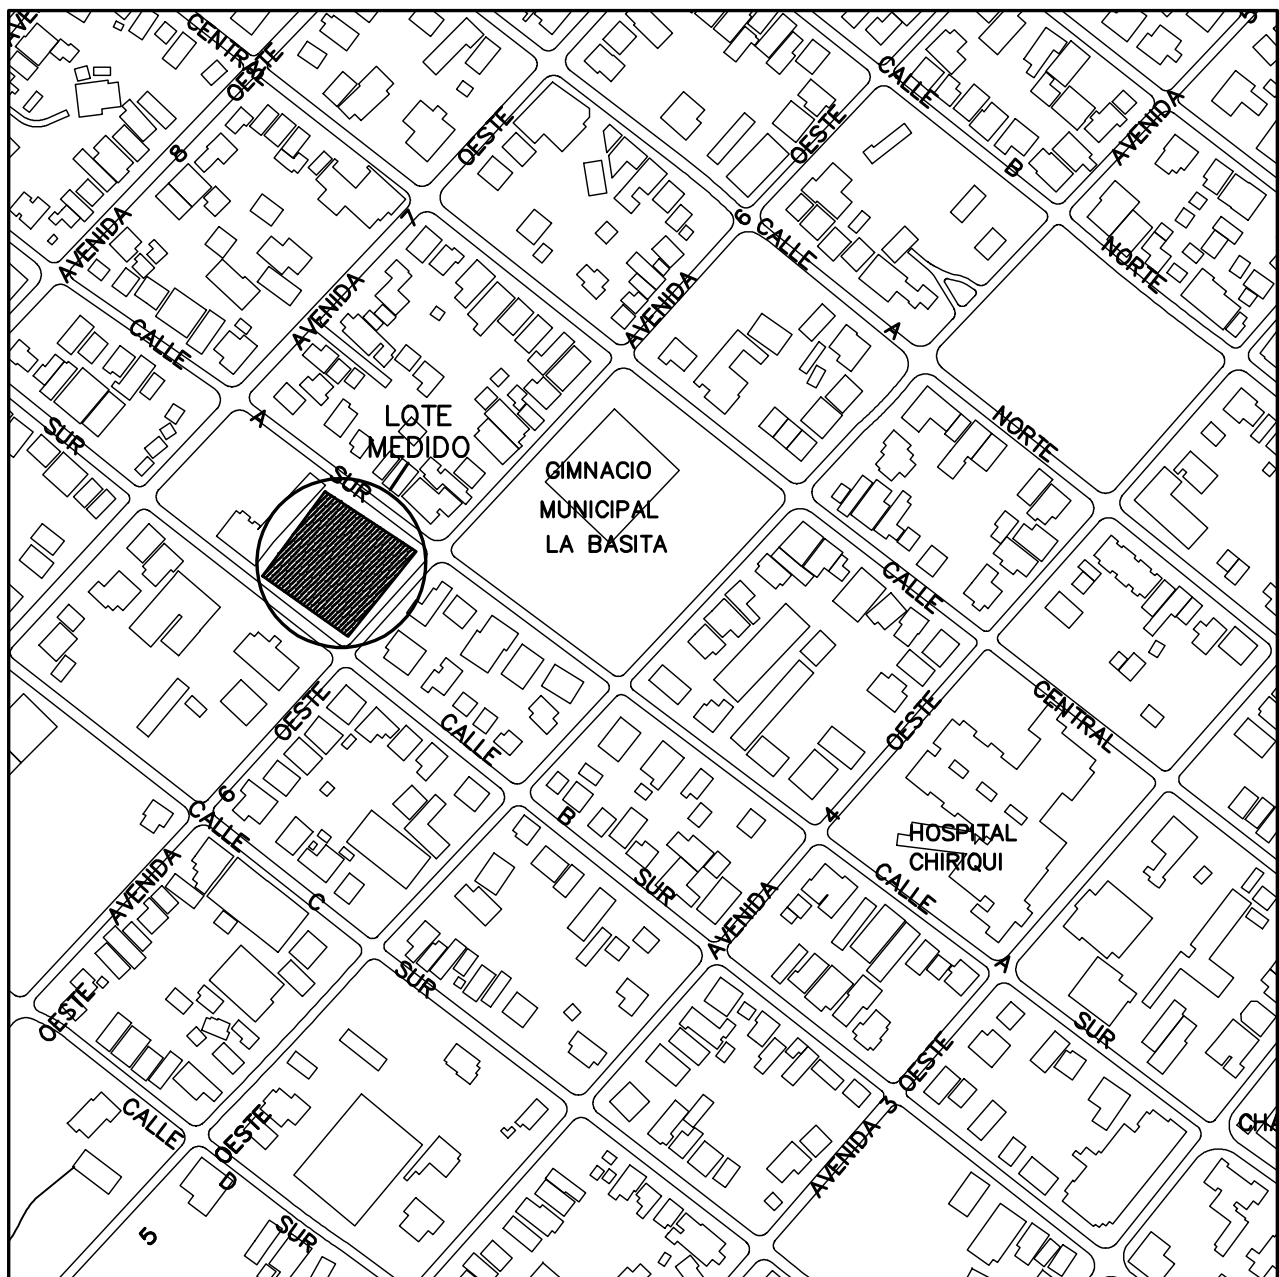 CENTRAL
OESTE
8
AVENIDA
OESTE
7
AVENIDA
OESTE
6
AVENIDA
CALLE
B
NORTE
AVENIDA
CALLE
A
NORTE
CALLE
A
SUR
SUR
LOTE
MEDIDO
GIMNACIO
MUNICIPAL
LA BASITA
CALLE
CENTRAL
OESTE
4
AVENIDA
HOSPITAL
CHIRIQUI
CALLE
A
SUR
OESTE
6
AVENIDA
CALLE
B
SUR
CALLE
C
SUR
OESTE
3
AVENIDA
OESTE
CALLE
D
SUR
OESTE
5